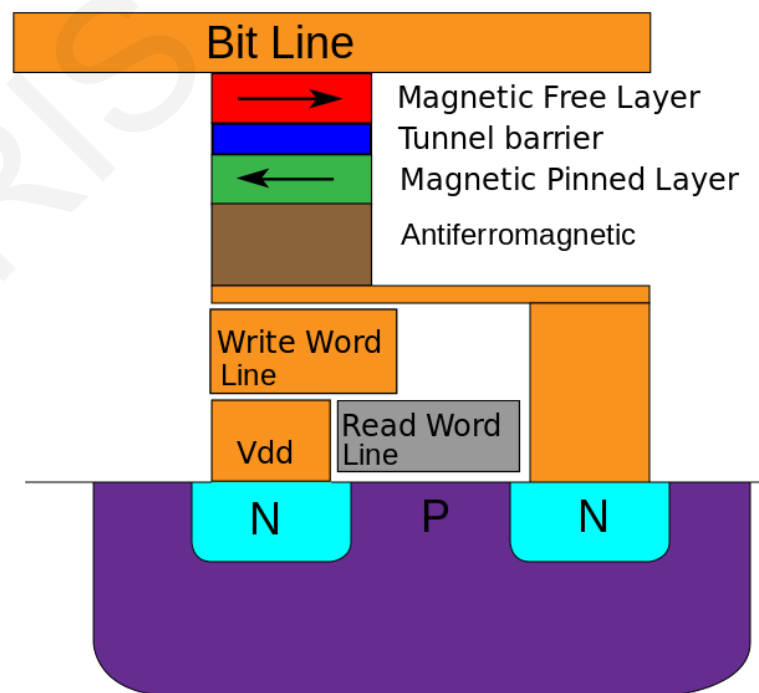 Bit Line
Magnetic Free Layer
Tunnel barrier
Magnetic Pinned Layer
Antiferromagnetic
Write Word
Line
Vdd
Read Word
Line
N
P
N